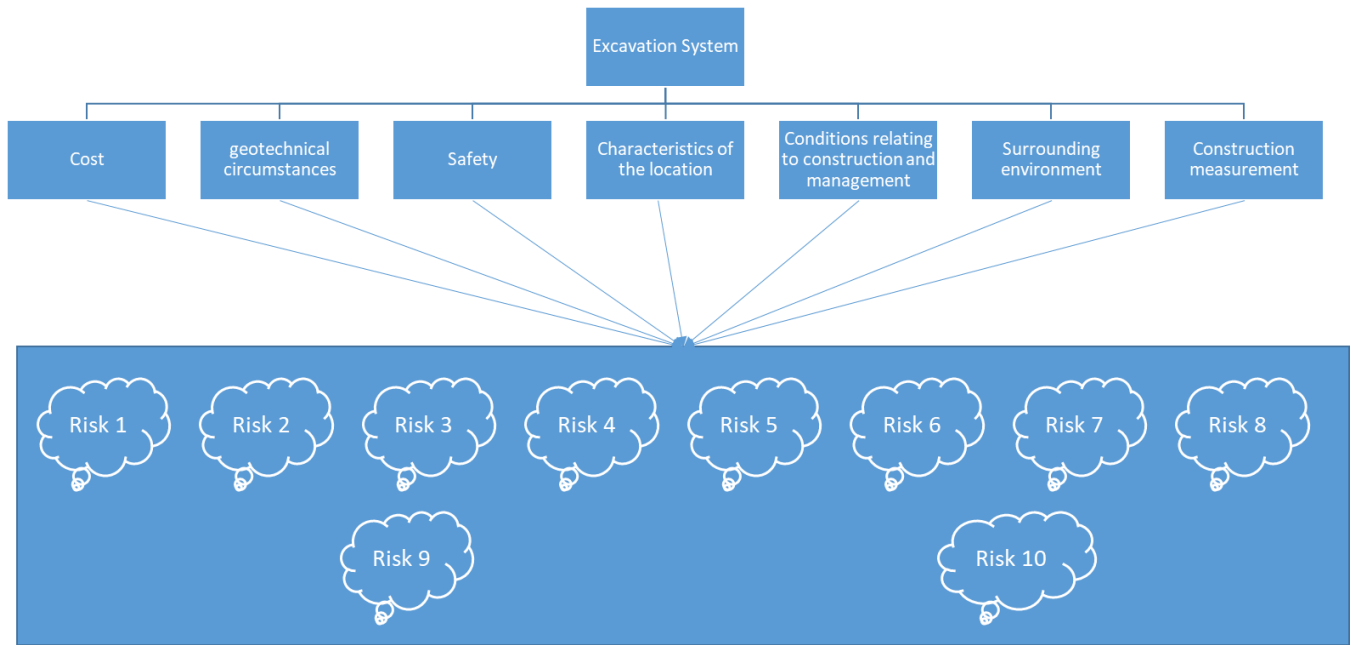 Excavation System
Cost
geotechnical
circumstances
Safety
Characteristics of
the location
Conditions relating
to construction and
management
Surrounding
environment
Construction
measurement
Risk 1
Risk 2
Risk 3
Risk 4
Risk 5
Risk 6
Risk 7
Risk 8
Risk 9
Risk 10